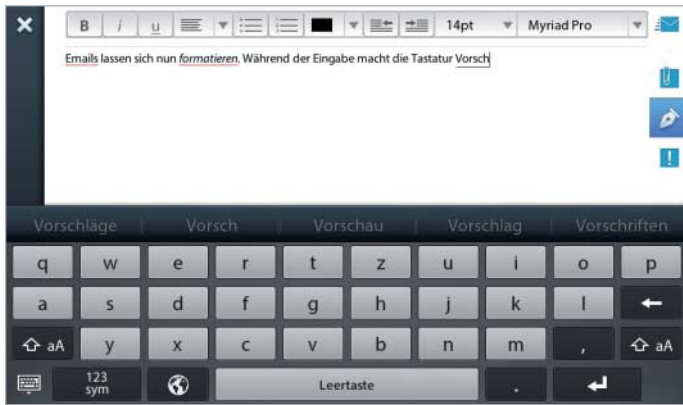 B i u 14pt Myriad Pro
Emails lassen sich nun formatieren. Während der Eingabe macht die Tastatur Vorsch
Vorschläge Vorsch Vorschau Vorschlag Vorschriften
q w e r t z u i o p
a s d f g h j k l
aA y x c v b n m , aA
123
sym Leertaste .